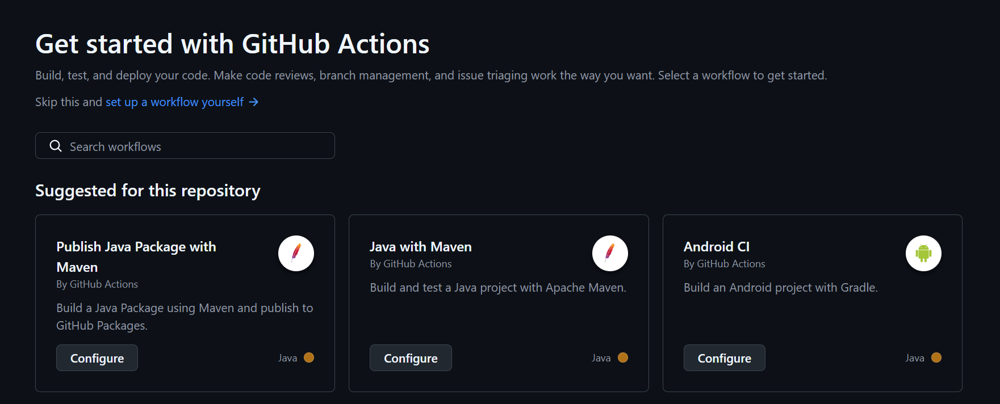 Get started with GitHub Actions
Build, test, and deploy your code. Make code reviews, branch management, and issue triaging work the way you want. Select a workflow to get started.
Skip this and set up a workflow yourself →
Search workflows
Suggested for this repository
Publish Java Package with
Maven
By GitHub Actions
Build a Java Package using Maven and publish to
GitHub Packages.
Configure
Java
Java with Maven
By GitHub Actions
Build and test a Java project with Apache Maven.
Configure
Java
Android CI
By GitHub Actions
Build an Android project with Gradle.
Configure
Java